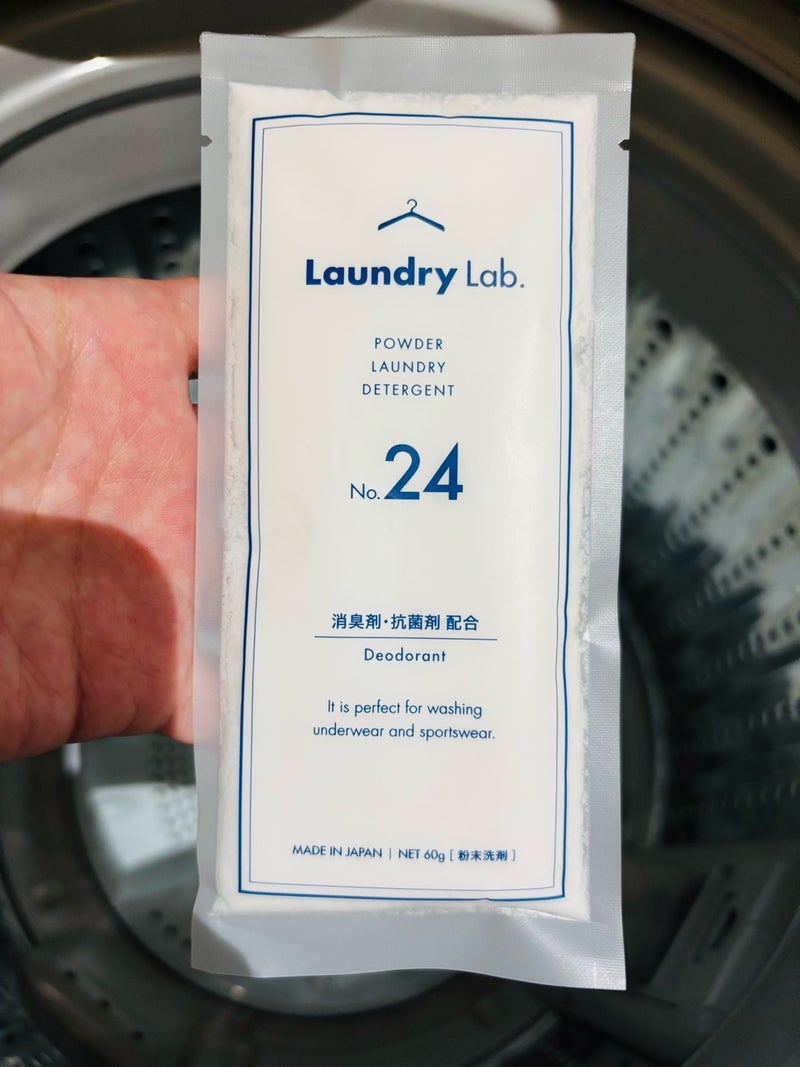 Laundry Lab.
POWDER
LAUNDRY
DETERGENT
No.24
消臭剤・抗菌剤 配合
Deodorant
It is perfect for washing
underwear and sportswear.
MADE IN JAPAN | NET 60g [ 粉末洗剤 ]